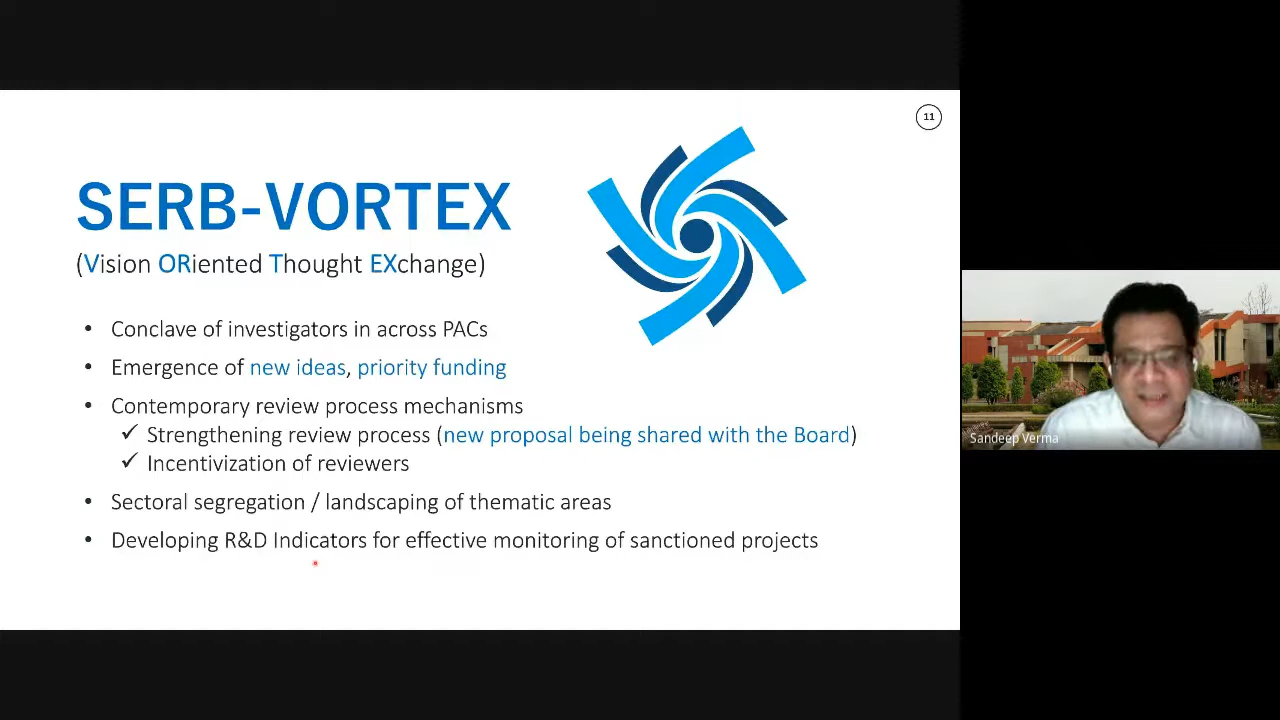 11
SERB-VORTEX
(Vision ORiented Thought EXchange)
• Conclave of investigators in across PACs
• Emergence of new ideas, priority funding
• Contemporary review process mechanisms
✓ Strengthening review process (new proposal being shared with the Board)
✓ Incentivization of reviewers
• Sectoral segregation / landscaping of thematic areas
• Developing R&D Indicators for effective monitoring of sanctioned projects
Sandeep Verma